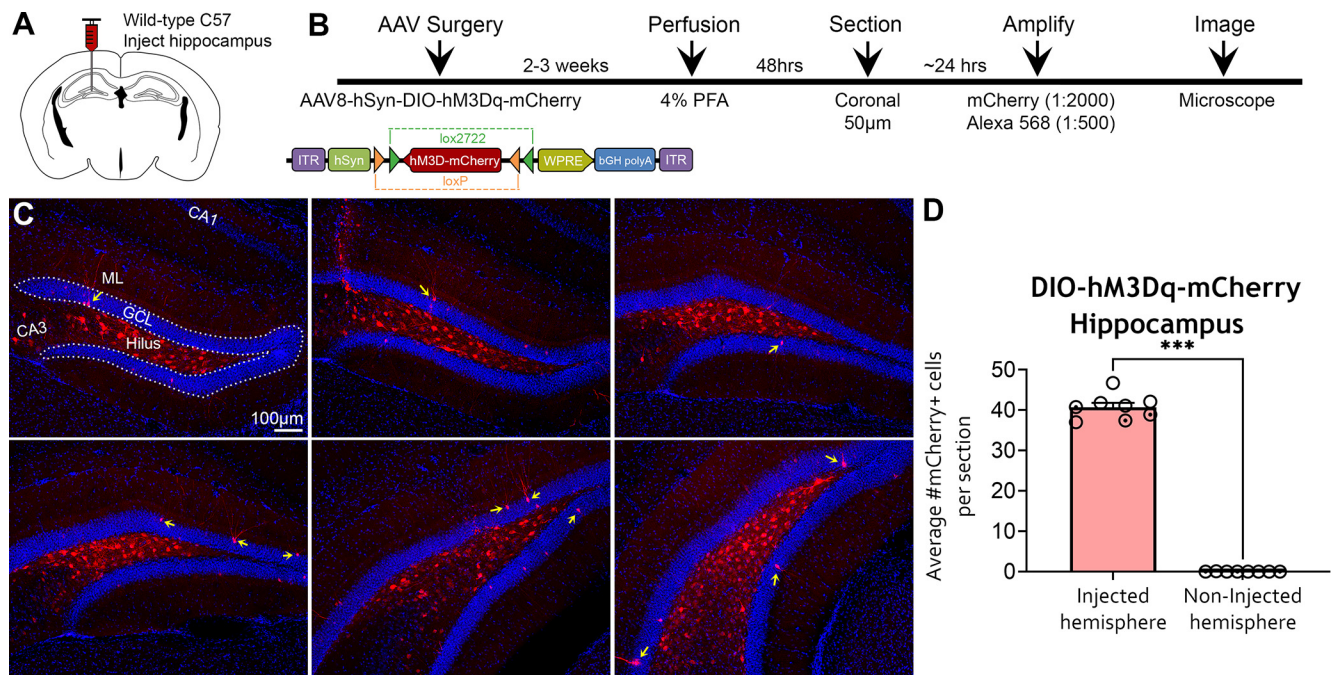 A
Wild-type C57
Inject hippocampus
B
AAV Surgery
Perfusion
Section
Amplify
Image
2-3 weeks
48hrs
~24 hrs
AAV8-hSyn-DIO-hM3Dq-mCherry
4% PFA
Coronal
50µm
mCherry (1:2000)
Alexa 568 (1:500)
Microscope
lox2722
ITR
hSyn
hM3D-mCherry
WPRE
bGH polyA
ITR
loxP
C
CA1
ML
GCL
CA3
Hilus
100µm
D
DIO-hM3Dq-mCherry
Hippocampus
***
Average #mCherry+ cells
per section
50
40
30
20
10
0
Injected
hemisphere
Non-Injected
hemisphere